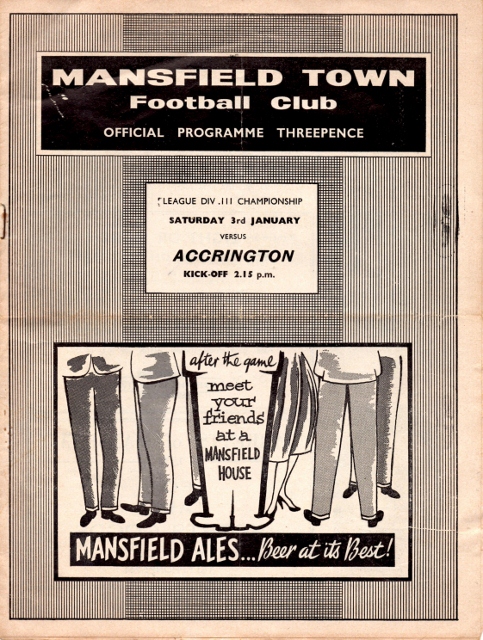 MANSFIELD TOWN
Football Club
OFFICIAL PROGRAMME THREEPENCE
LEAGUE DIV.III CHAMPIONSHIP
SATURDAY 3rd JANUARY
VERSUS
ACCRINGTON
KICK-OFF 2.15 p.m.
after the game
meet
your
friends
at a
MANSFIELD
HOUSE
MANSFIELD ALES...Beer at its Best!